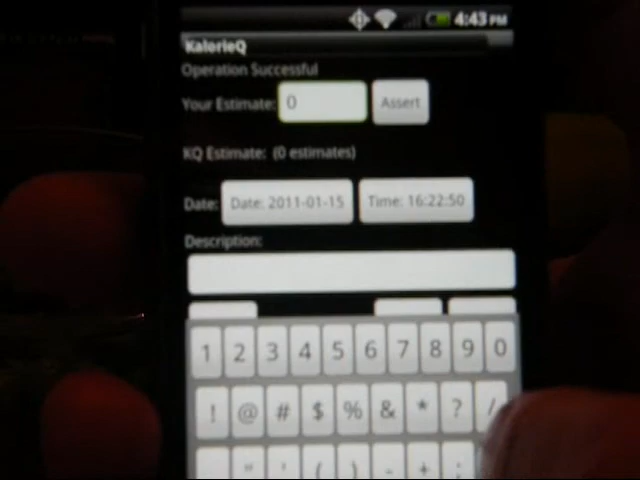 4:43 PM
KalorieQ
Operation Successful
Your Estimate: 0 Assert
KQ Estimate: (0 estimates)
Date: Date: 2011-01-15 Time: 16:22:50
Description:
1 2 3 4 5 6 7 8 9 0
! @ # $ % & * ? /
" ' ( ) - + ;